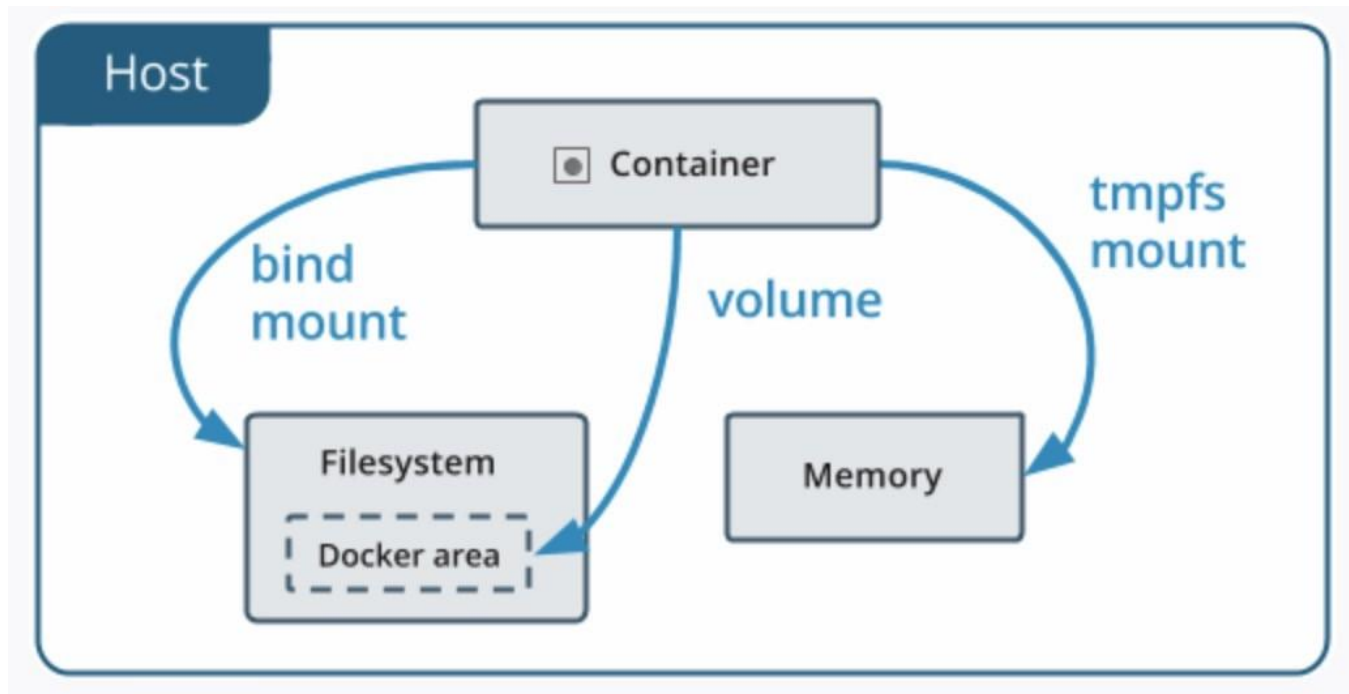 Host
Container
tmpfs
mount
bind
mount
volume
Filesystem
Memory
Docker area